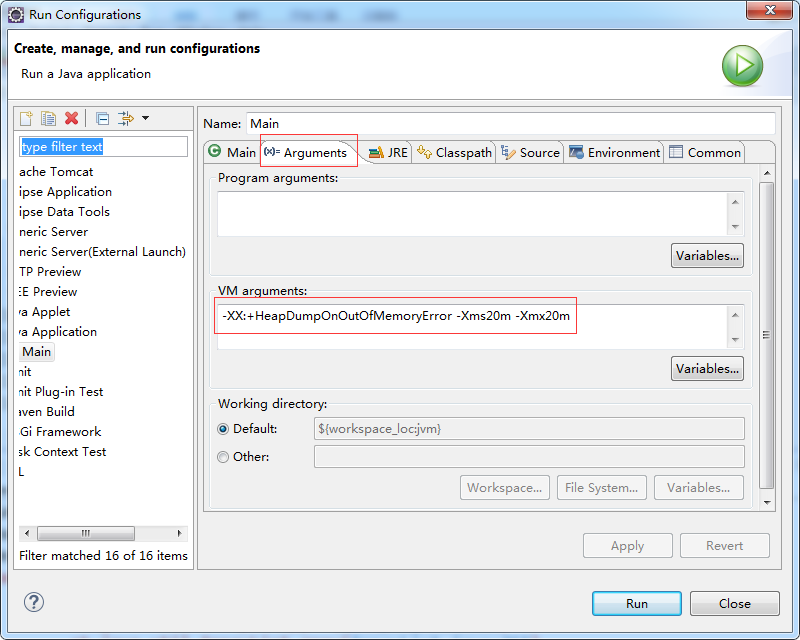 Run Configurations
Create, manage, and run configurations
Run a Java application
type filter text
ache Tomcat
ipse Application
ipse Data Tools
neric Server
neric Server(External Launch)
TP Preview
EE Preview
va Applet
va Application
Main
nit
nit Plug-in Test
aven Build
Gi Framework
sk Context Test
L
Filter matched 16 of 16 items
Name: Main
Main (x)= Arguments JRE Classpath Source Environment Common
Program arguments:
Variables...
VM arguments:
-XX:+HeapDumpOnOutOfMemoryError -Xms20m -Xmx20m
Variables...
Working directory:
Default: ${workspace_loc:jvm}
Other:
Workspace... File System... Variables...
Apply Revert
Run Close